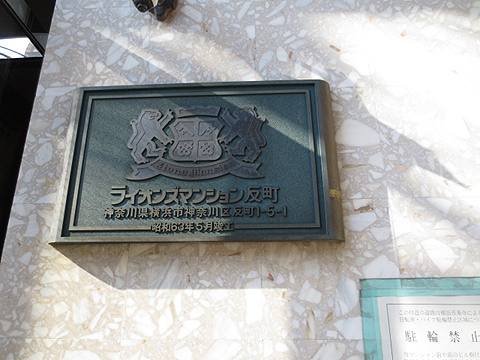 Lions Mansion
ライオンズマンション反町
神奈川県横浜市神奈川区反町1-5-1
昭和63年5月竣工
駐輪禁止